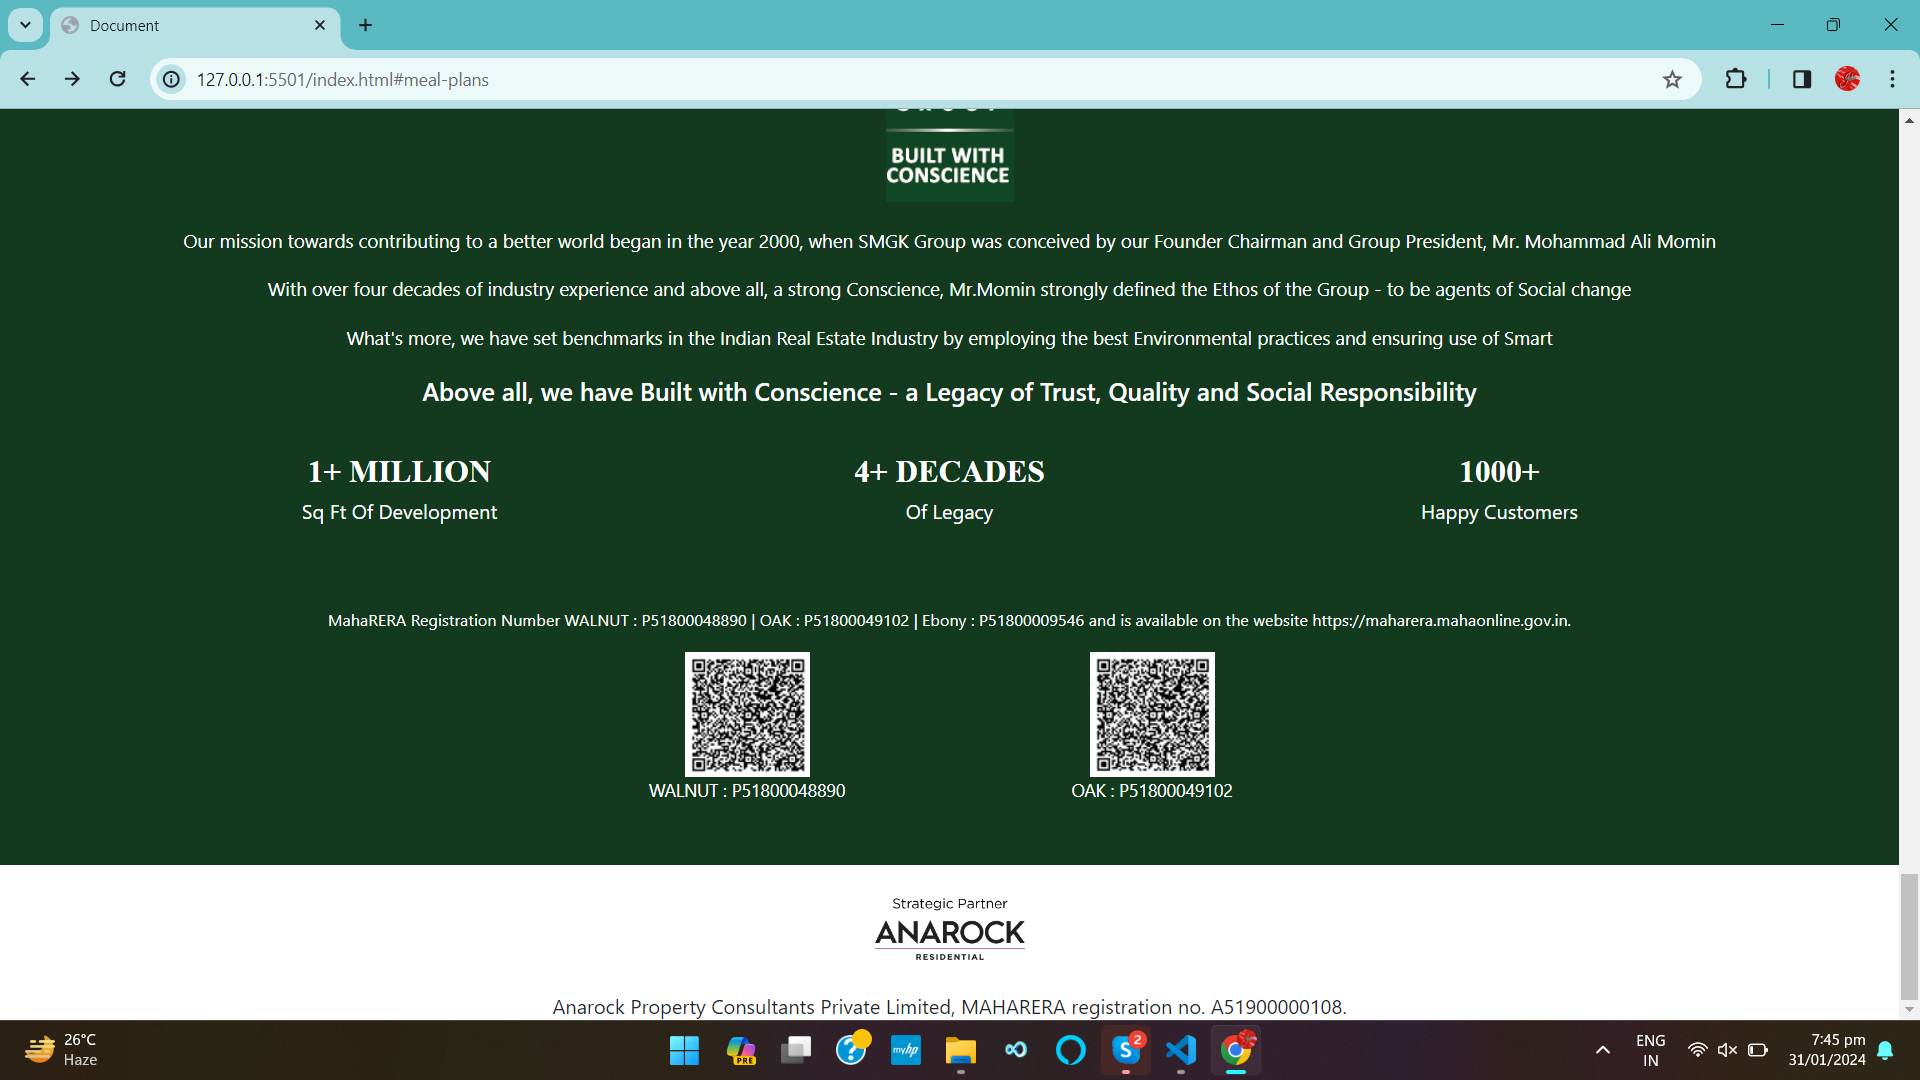 Document
127.0.0.1:5501/index.html#meal-plans
BUILT WITH
CONSCIENCE
Our mission towards contributing to a better world began in the year 2000, when SMGK Group was conceived by our Founder Chairman and Group President, Mr. Mohammad Ali Momin
With over four decades of industry experience and above all, a strong Conscience, Mr.Momin strongly defined the Ethos of the Group - to be agents of Social change
What's more, we have set benchmarks in the Indian Real Estate Industry by employing the best Environmental practices and ensuring use of Smart
Above all, we have Built with Conscience - a Legacy of Trust, Quality and Social Responsibility
1+ MILLION
Sq Ft Of Development
4+ DECADES
Of Legacy
1000+
Happy Customers
MahaRERA Registration Number WALNUT : P51800048890 | OAK : P51800049102 | Ebony : P51800009546 and is available on the website https://maharera.mahaonline.gov.in.
WALNUT : P51800048890
OAK : P51800049102
Strategic Partner
ANAROCK
RESIDENTIAL
Anarock Property Consultants Private Limited, MAHARERA registration no. A51900000108.
26°C
Haze
PRE
myhp
S
2
ENG
IN
7:45 pm
31/01/2024